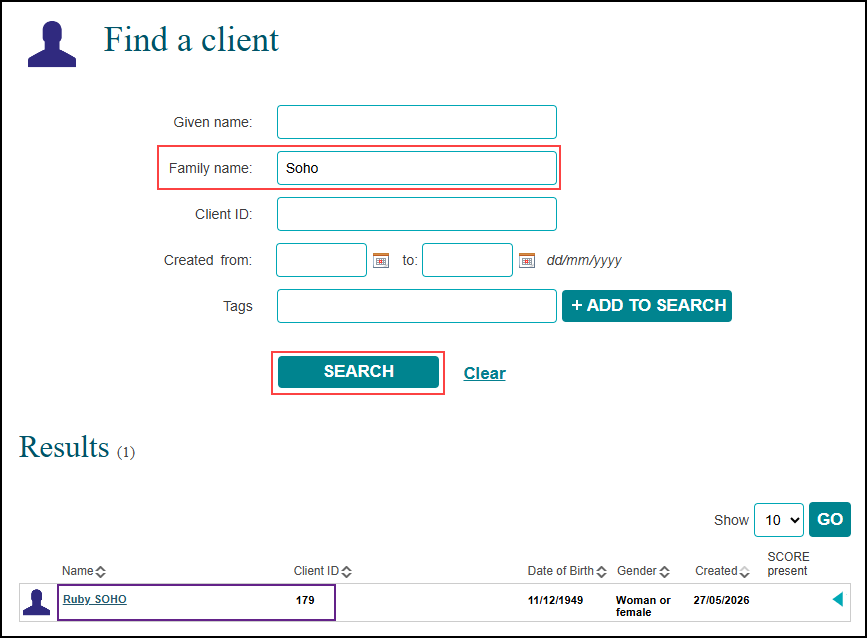 Find a client
Given name:
Family name: Soho
Client ID:
Created from: to: dd/mm/yyyy
Tags + ADD TO SEARCH
SEARCH Clear
Results (1)
Show 10 GO
Name Client ID Date of Birth Gender Created SCORE present
Ruby SOHO 179 11/12/1949 Woman or female 27/05/2026